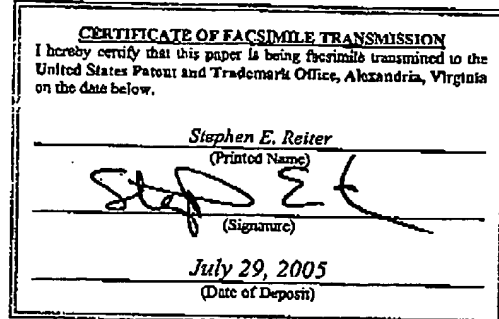 CERTIFICATE OF FACSIMILE TRANSMISSION
I hereby certify that this paper is being facsimile transmitted to the
United States Patent and Trademark Office, Alexandria, Virginia
on the date below.
Stephen E. Reiter
(Printed Name)
Stephen E
(Signature)
July 29, 2005
(Date of Deposit)